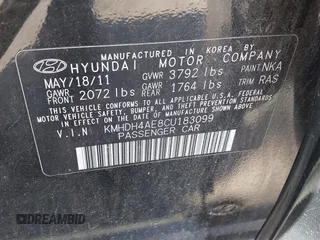 MANUFACTURED IN KOREA BY
HYUNDAI MOTOR COMPANY
MAY/18/11 GVWR 3792 lbs PAINT NKA
GAWR FRONT 2072 lbs GAWR REAR 1764 lbs TRIM RAS
THIS VEHICLE CONFORMS TO ALL APPLICABLE U.S.A. FEDERAL
MOTOR VEHICLE SAFETY, BUMPER, AND THEFT
PREVENTION STANDARDS IN EFFECT ON THE DATE OF
MANUFACTURE SHOWN ABOVE.
V.I.N KMHDH4AE8CU183099
PASSENGER CAR
DREAMBID